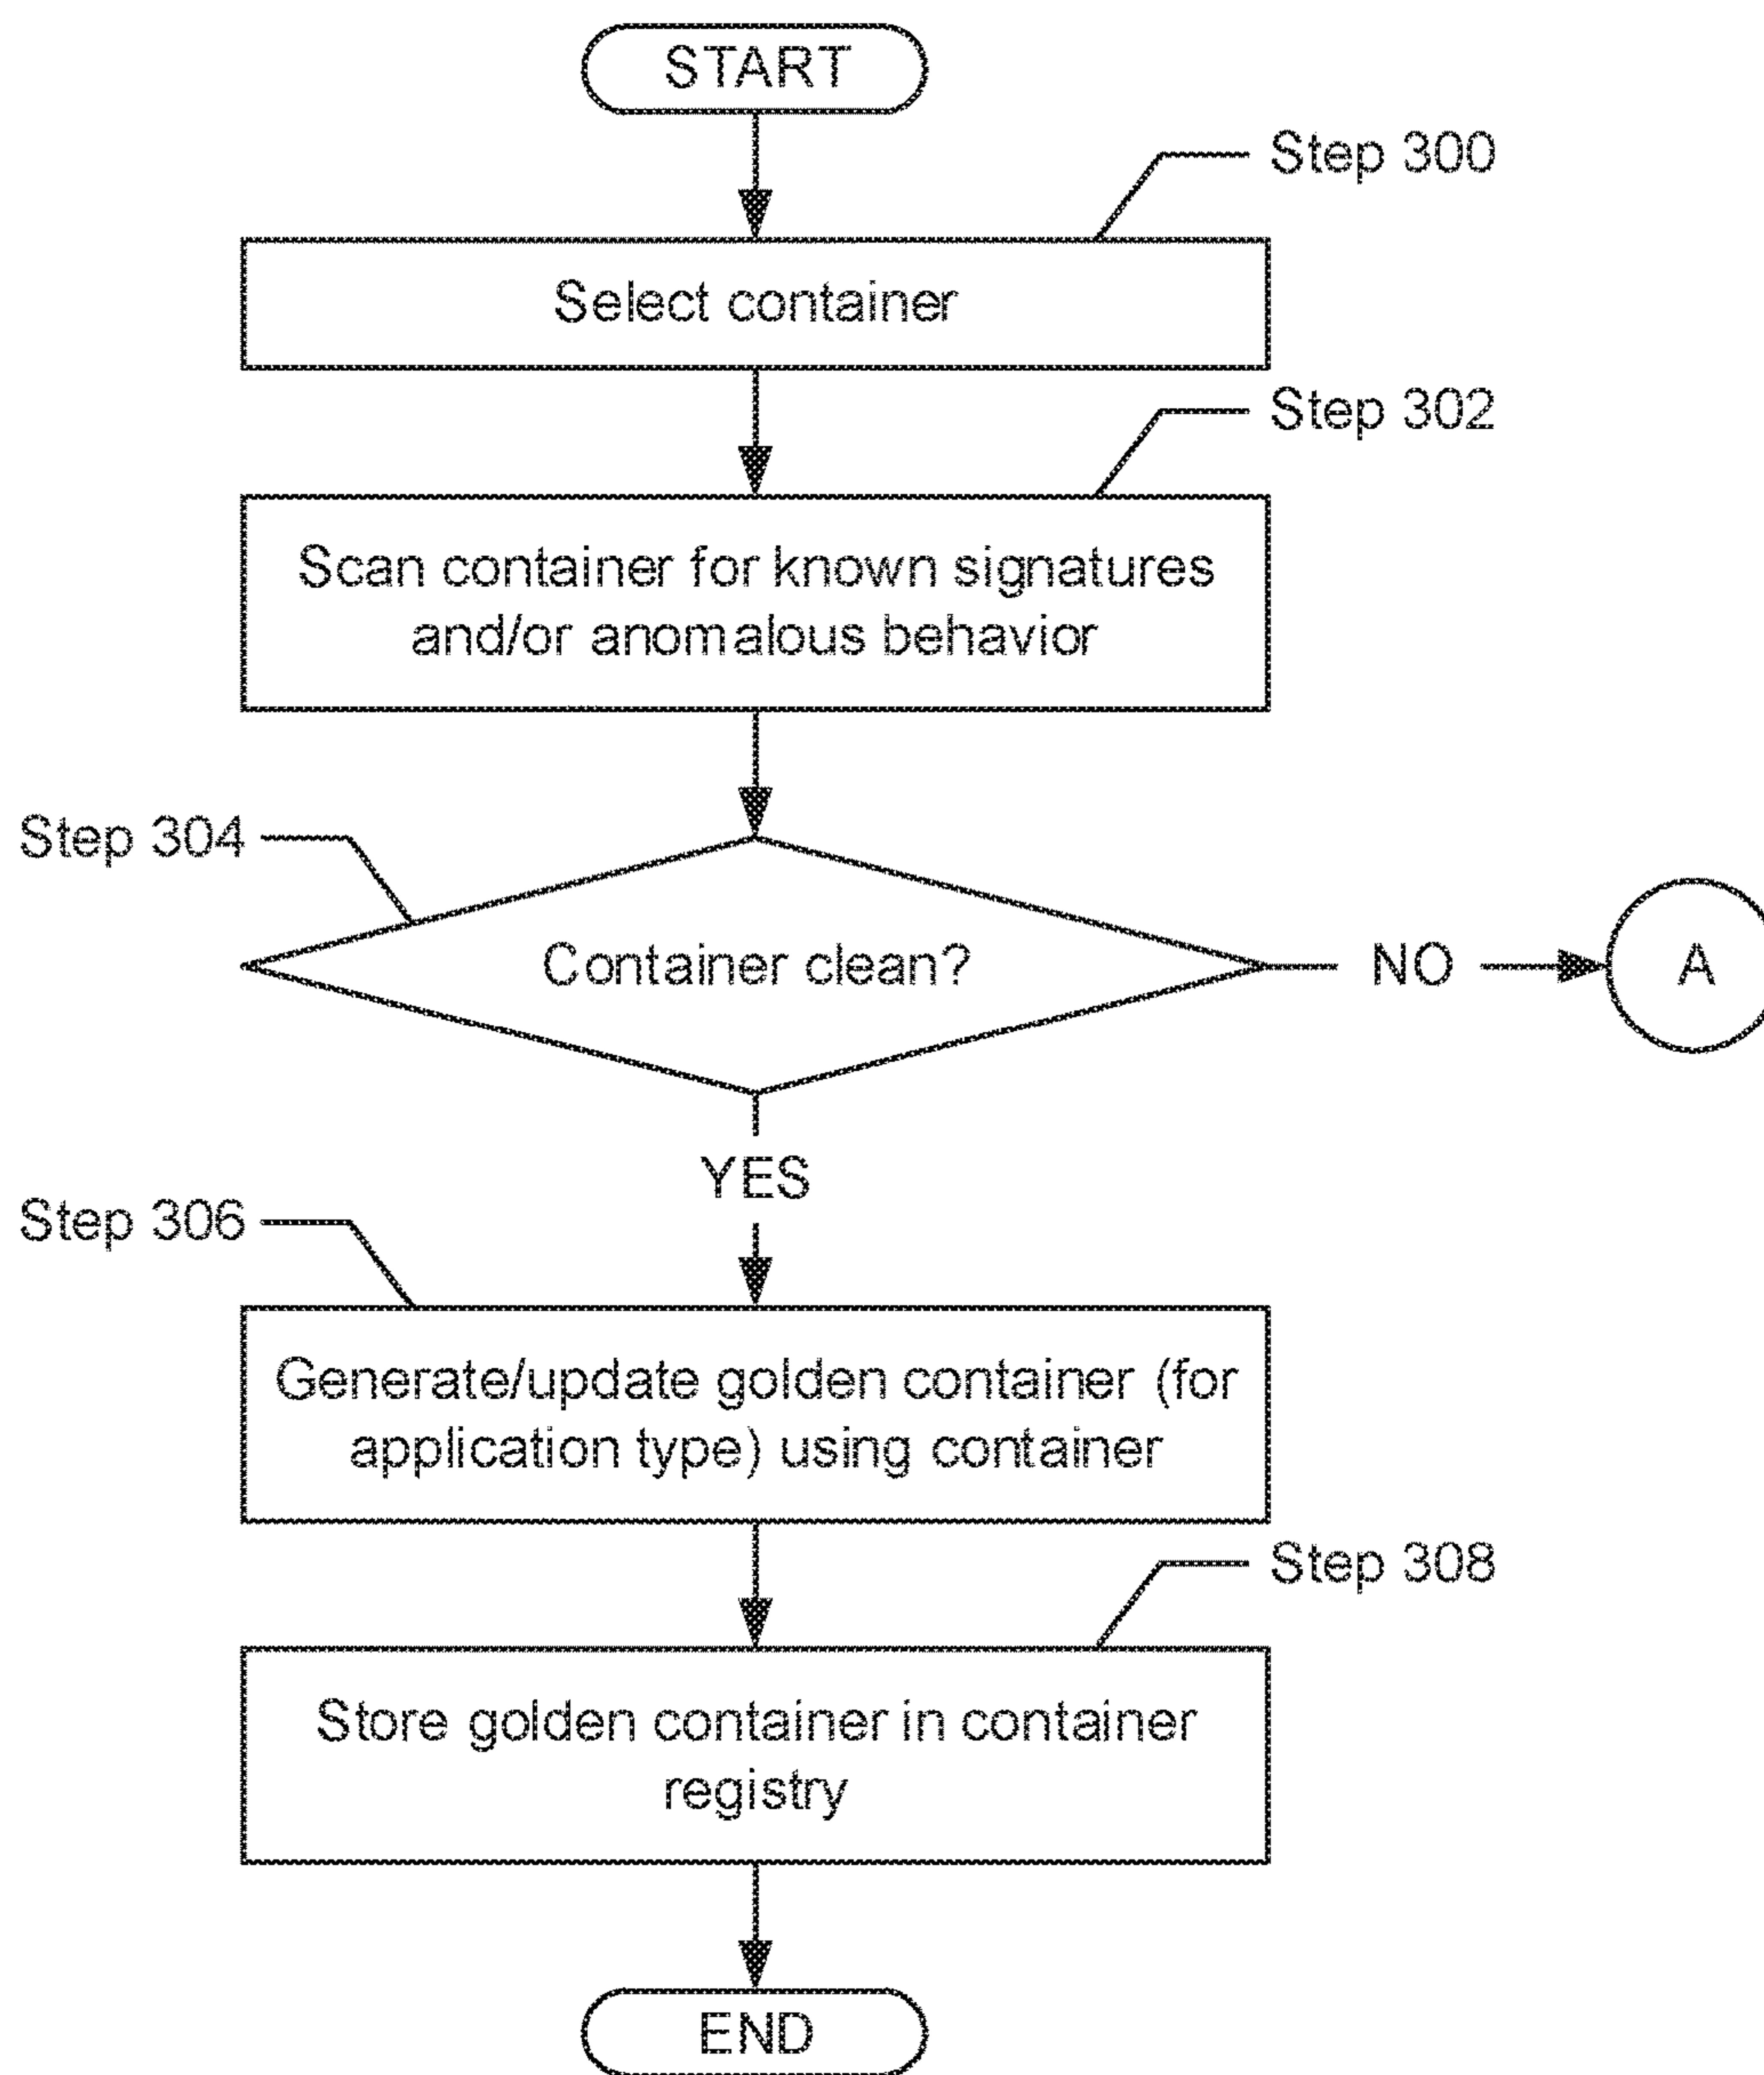 START
Step 300
Select container
Step 302
Scan container for known signatures
and/or anomalous behavior
Step 304
Container clean?
NO
A
YES
Step 306
Generate/update golden container (for
application type) using container
Step 308
Store golden container in container
registry
END